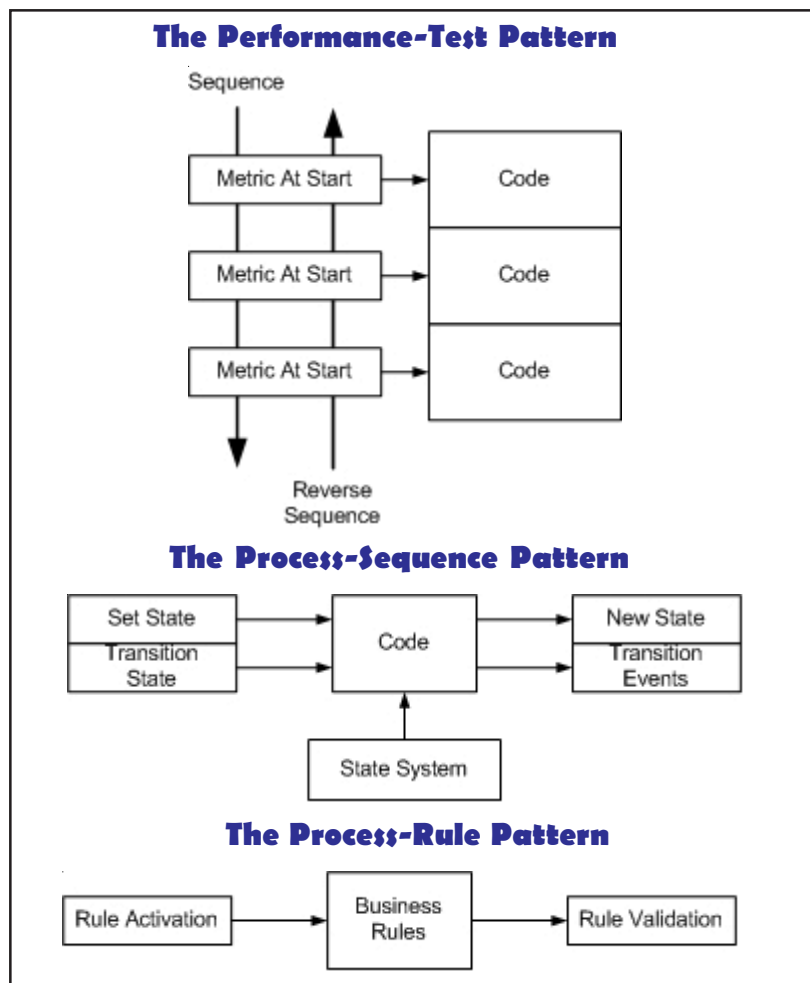 The Performance-Test Pattern
Sequence
Metric At Start
Code
Metric At Start
Code
Metric At Start
Code
Reverse
Sequence
The Process-Sequence Pattern
Set State
Transition
State
Code
New State
Transition
Events
State System
The Process-Rule Pattern
Rule Activation
Business
Rules
Rule Validation